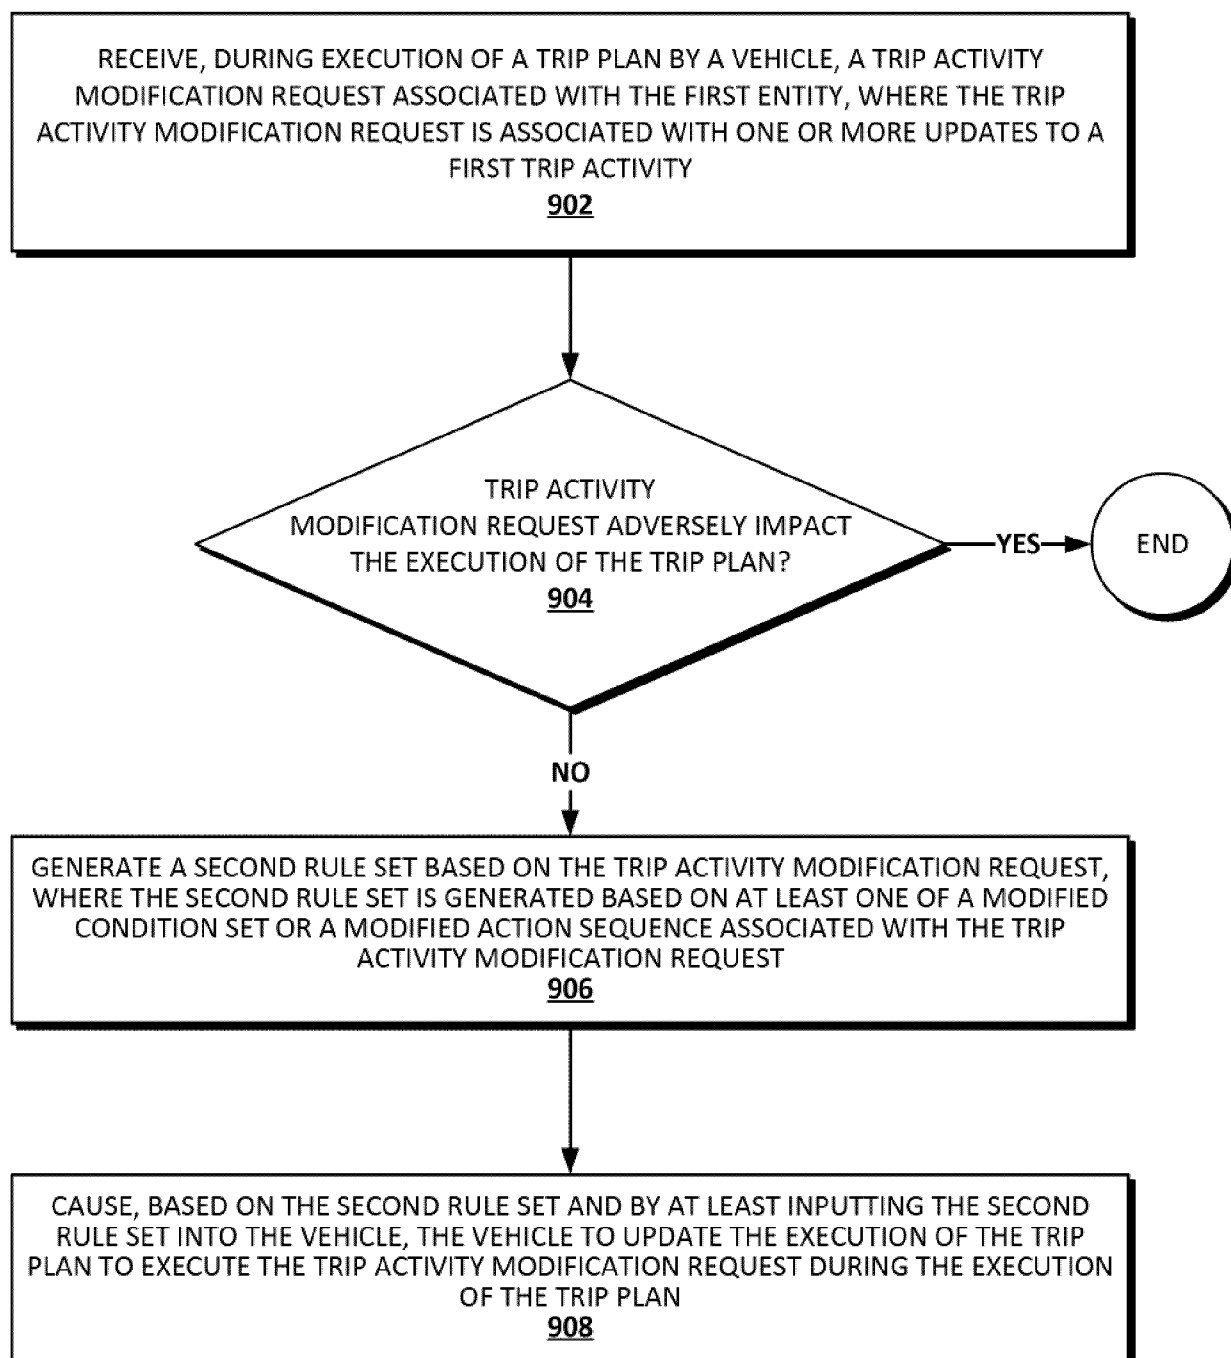 RECEIVE, DURING EXECUTION OF A TRIP PLAN BY A VEHICLE, A TRIP ACTIVITY
MODIFICATION REQUEST ASSOCIATED WITH THE FIRST ENTITY, WHERE THE TRIP
ACTIVITY MODIFICATION REQUEST IS ASSOCIATED WITH ONE OR MORE UPDATES TO A
FIRST TRIP ACTIVITY
902
TRIP ACTIVITY
MODIFICATION REQUEST ADVERSELY IMPACT
THE EXECUTION OF THE TRIP PLAN?
904
YES
END
NO
GENERATE A SECOND RULE SET BASED ON THE TRIP ACTIVITY MODIFICATION REQUEST,
WHERE THE SECOND RULE SET IS GENERATED BASED ON AT LEAST ONE OF A MODIFIED
CONDITION SET OR A MODIFIED ACTION SEQUENCE ASSOCIATED WITH THE TRIP
ACTIVITY MODIFICATION REQUEST
906
CAUSE, BASED ON THE SECOND RULE SET AND BY AT LEAST INPUTTING THE SECOND
RULE SET INTO THE VEHICLE, THE VEHICLE TO UPDATE THE EXECUTION OF THE TRIP
PLAN TO EXECUTE THE TRIP ACTIVITY MODIFICATION REQUEST DURING THE EXECUTION
OF THE TRIP PLAN
908